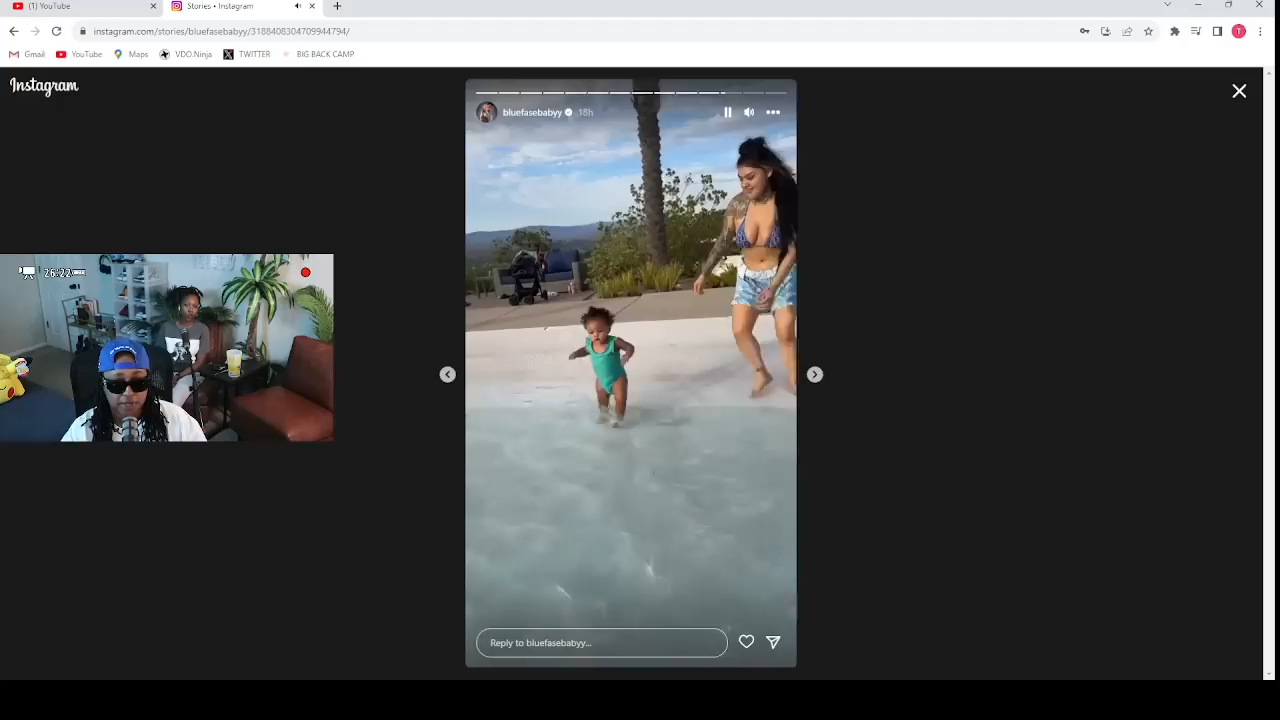 (1) YouTube
Stories • Instagram
instagram.com/stories/bluefasebabyy/3188408304709944794/
T
Gmail
YouTube
Maps
VDO.Ninja
TWITTER
BIG BACK CAMP
Instagram
bluefasebabyy
18h
26:22
Reply to bluefasebabyy...